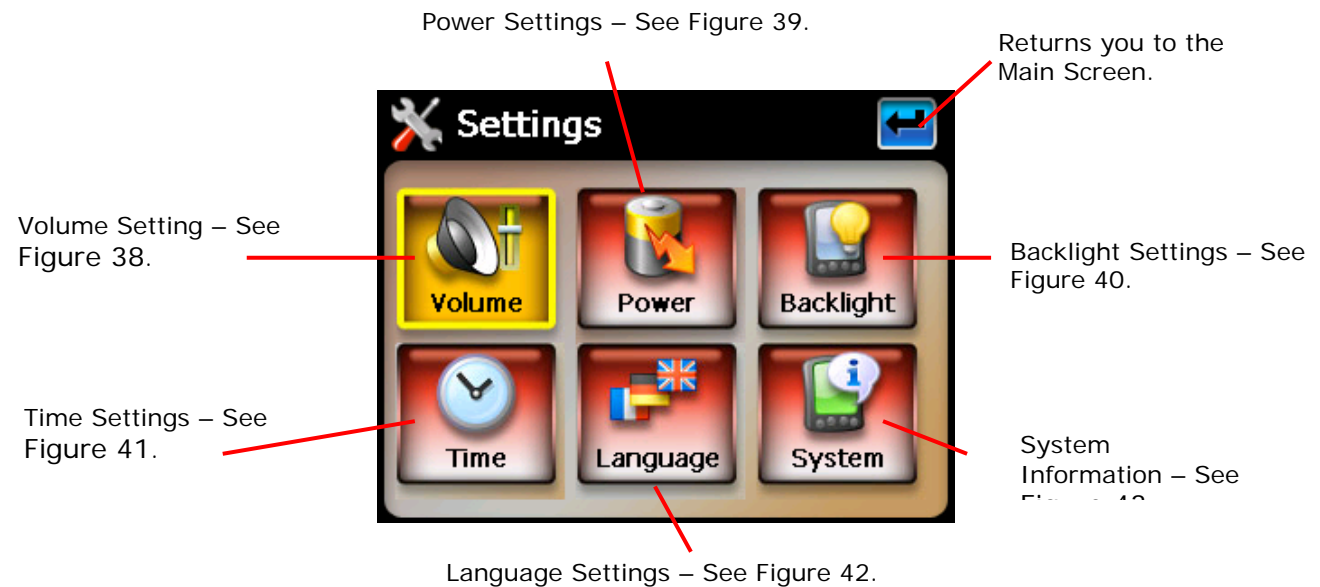 Power Settings – See Figure 39.
Returns you to the
Main Screen.
Settings
Volume Setting – See
Figure 38.
Volume
Power
Backlight
Backlight Settings – See
Figure 40.
Time Settings – See
Figure 41.
Time
Language
System
System
Information – See
Language Settings – See Figure 42.